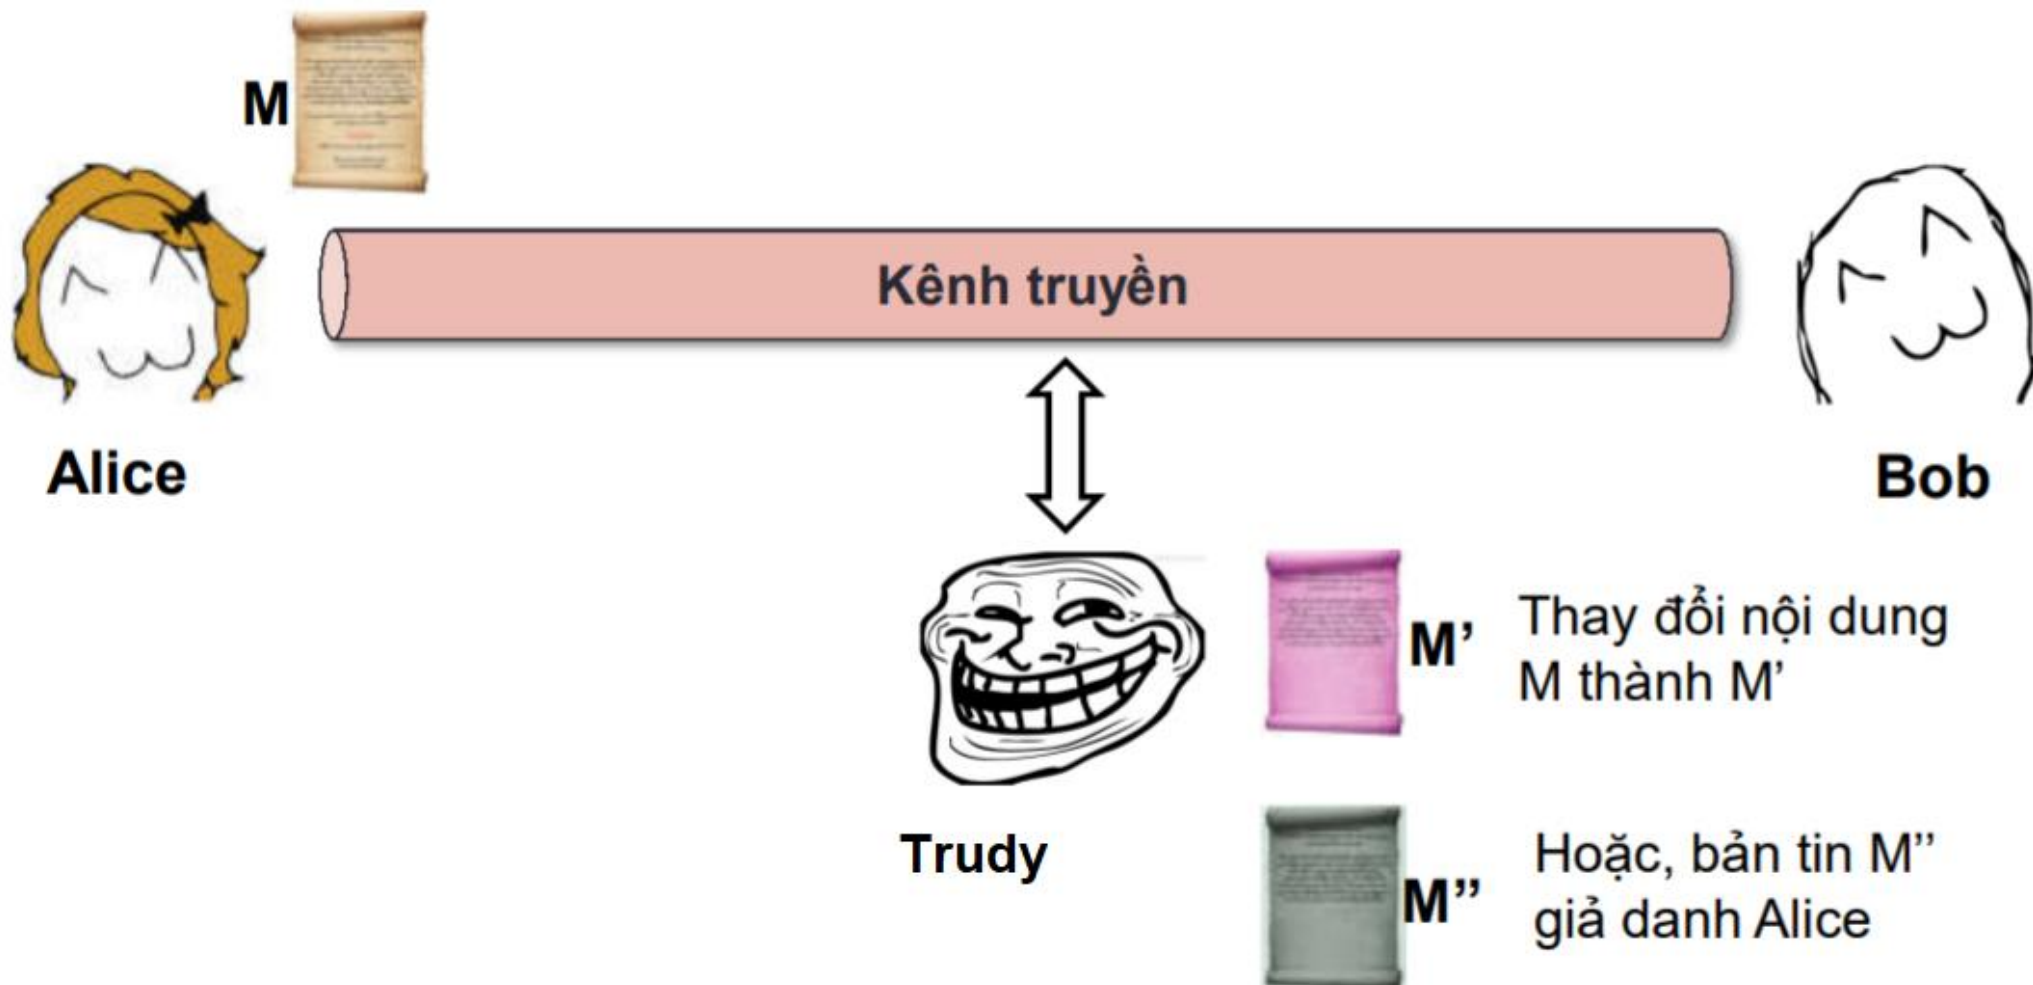 M
Kênh truyền
Alice
Bob
M’
Thay đổi nội dung
M thành M’
Trudy
M’’
Hoặc, bản tin M’’
giả danh Alice